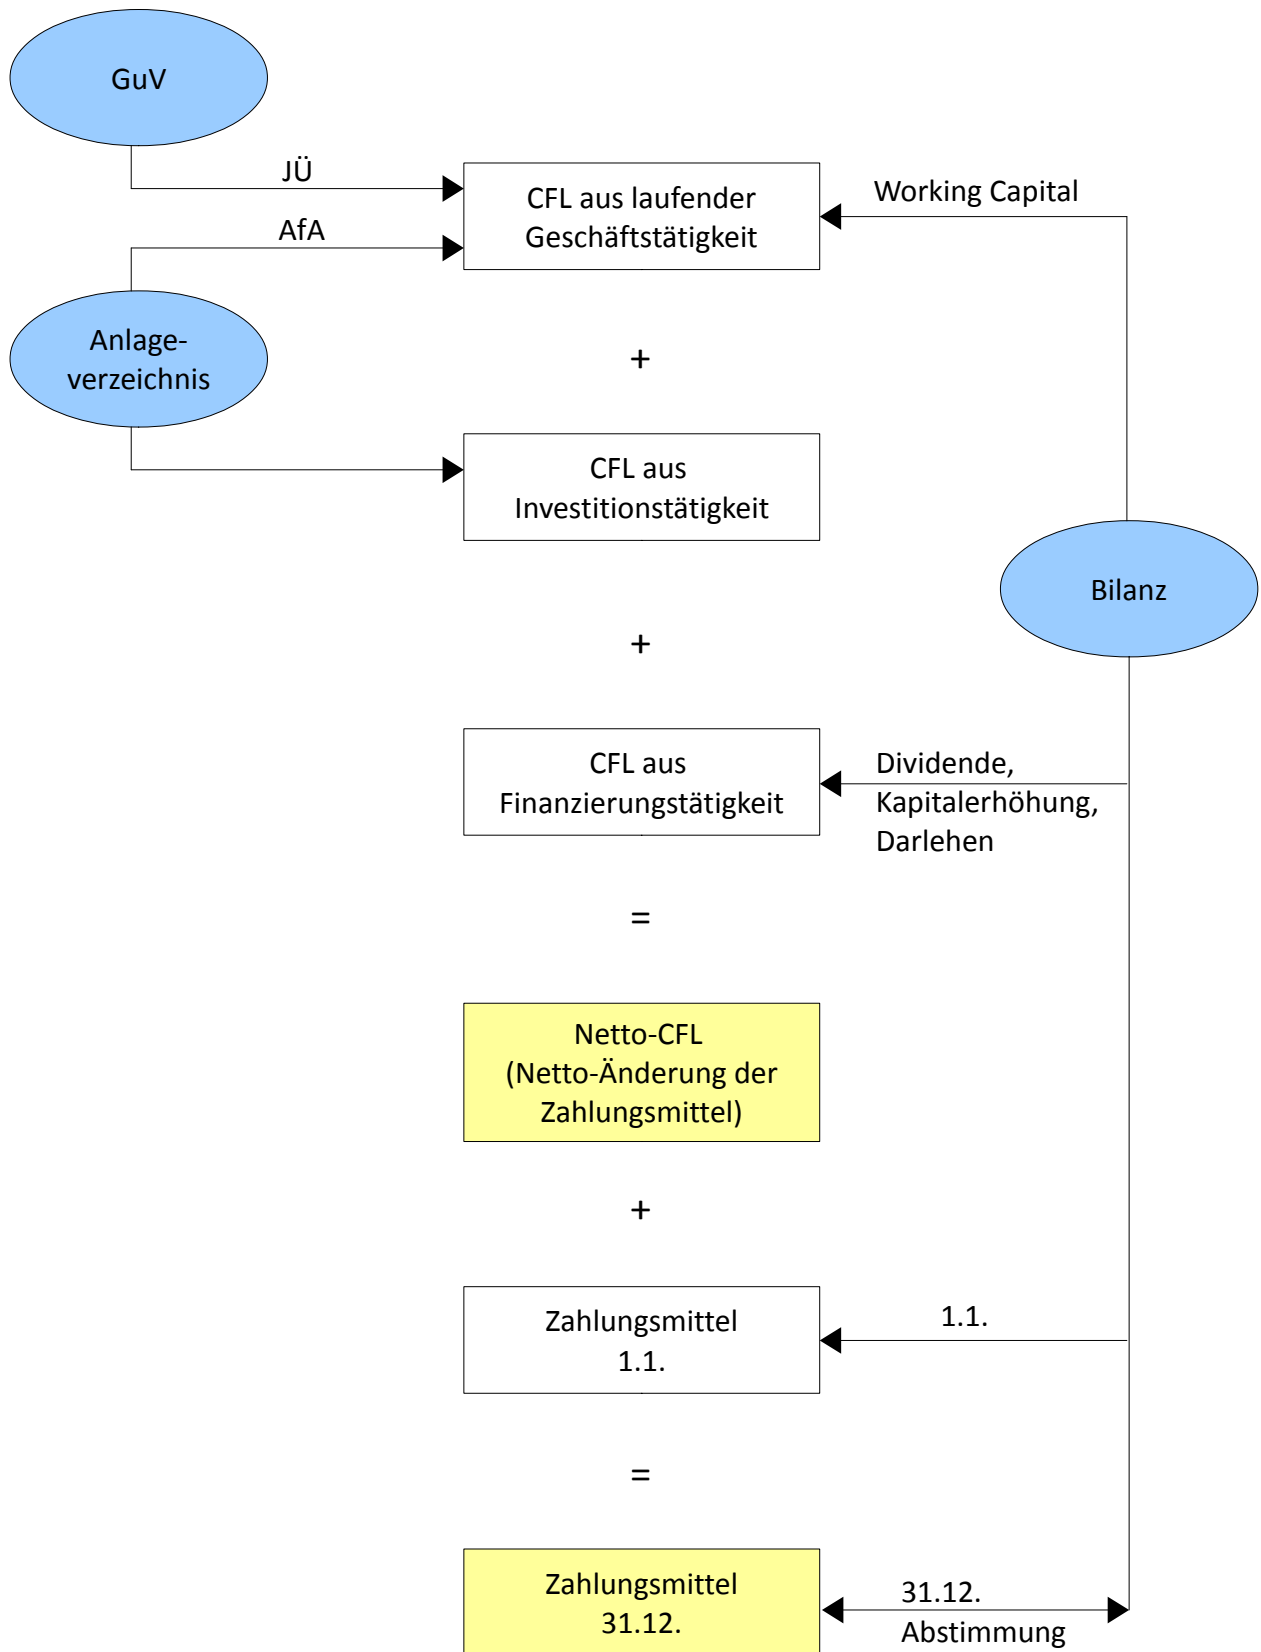 GuV
JÜ
CFL aus laufender
Geschäftstätigkeit
Working Capital
AfA
Anlage-
verzeichnis
+
CFL aus
Investitionstätigkeit
Bilanz
+
CFL aus
Finanzierungstätigkeit
Dividende,
Kapitalerhöhung,
Darlehen
=
Netto-CFL
(Netto-Änderung der
Zahlungsmittel)
+
Zahlungsmittel
1.1.
1.1.
=
Zahlungsmittel
31.12.
31.12.
Abstimmung